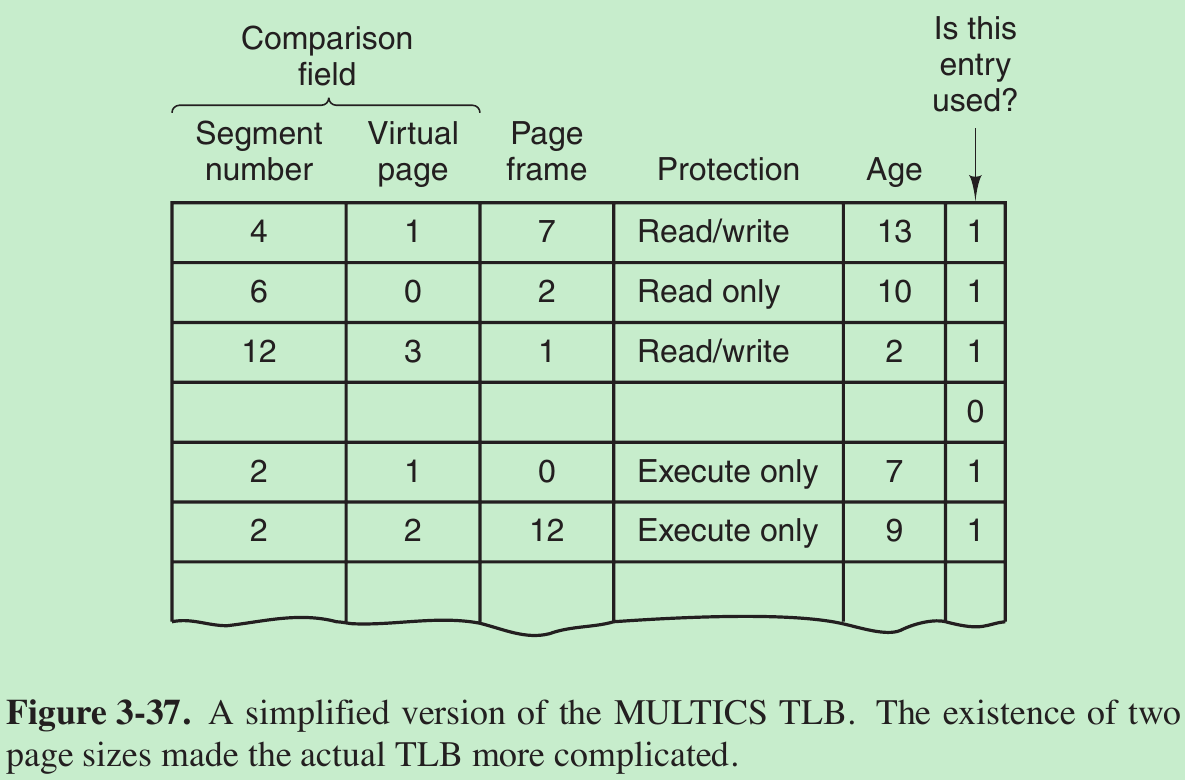 Comparison
field
Is this
entry
used?
Segment
number
Virtual
page
Page
frame
Protection
Age
4 1 7 Read/write 13 1
6 0 2 Read only 10 1
12 3 1 Read/write 2 1
0
2 1 0 Execute only 7 1
2 2 12 Execute only 9 1
Figure 3-37. A simplified version of the MULTICS TLB. The existence of two
page sizes made the actual TLB more complicated.